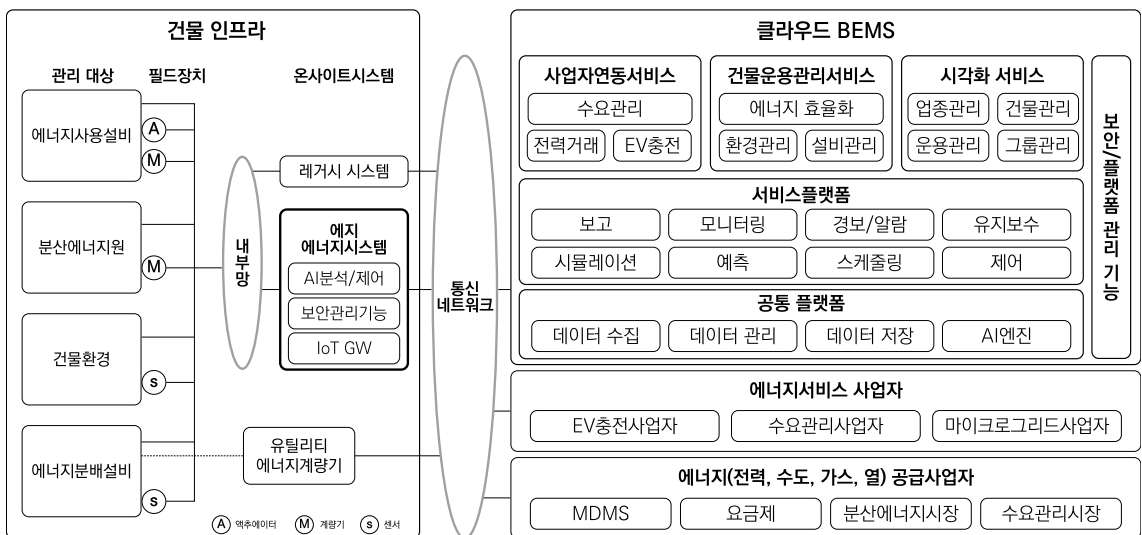 건물 인프라
관리 대상
필드장치
온사이트시스템
에너지사용설비
A
M
분산에너지원
M
건물환경
s
에너지분배설비
s
내부망
레거시 시스템
에지
에너지시스템
AI분석/제어
보안관리기능
IoT GW
유틸리티
에너지계량기
A 액추에이터
M 계량기
s 센서
통신
네트워크
클라우드 BEMS
사업자연동서비스
수요관리
전력거래
EV충전
건물운용관리서비스
에너지 효율화
환경관리
설비관리
시각화 서비스
업종관리
건물관리
운용관리
그룹관리
보안/플랫폼 관리 기능
서비스플랫폼
보고
모니터링
경보/알람
유지보수
시뮬레이션
예측
스케줄링
제어
공통 플랫폼
데이터 수집
데이터 관리
데이터 저장
AI엔진
에너지서비스 사업자
EV충전사업자
수요관리사업자
마이크로그리드사업자
에너지(전력, 수도, 가스, 열) 공급사업자
MDMS
요금제
분산에너지시장
수요관리시장